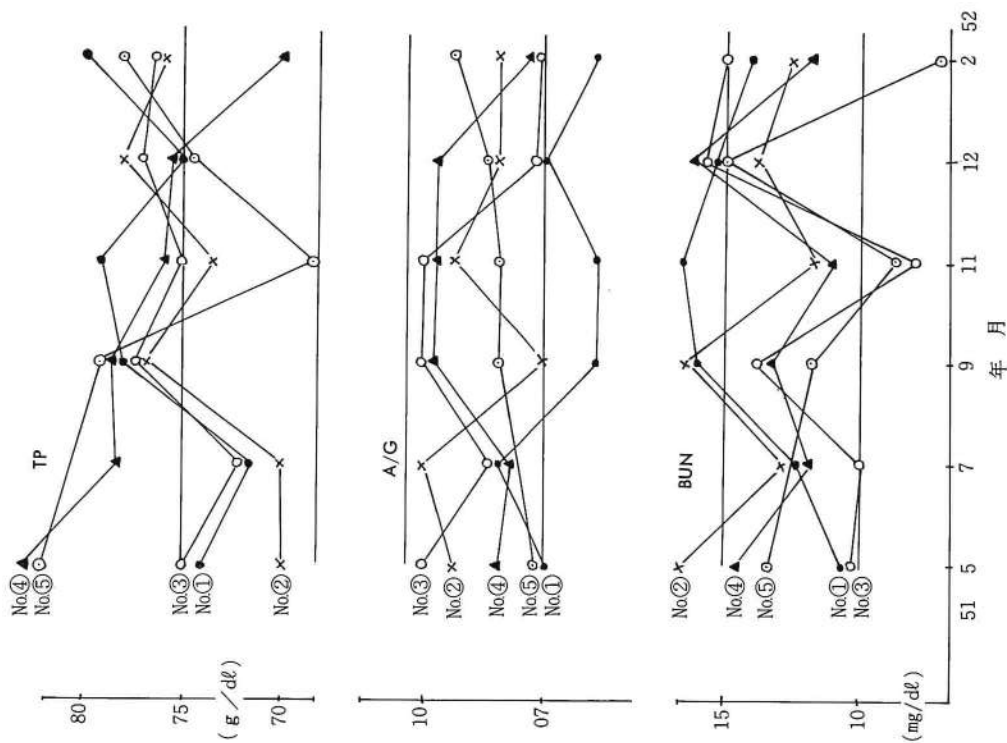 TP
80
75
70
( g / dℓ )
No.④
No.⑤
No.③
No.①
No.②
A/G
10
07
No.③
No.②
No.④
No.⑤
No.①
BUN
15
10
(mg/dℓ)
No.②
No.④
No.⑤
No.①
No.③
51 52
5 7 9 11 12 2
年 月